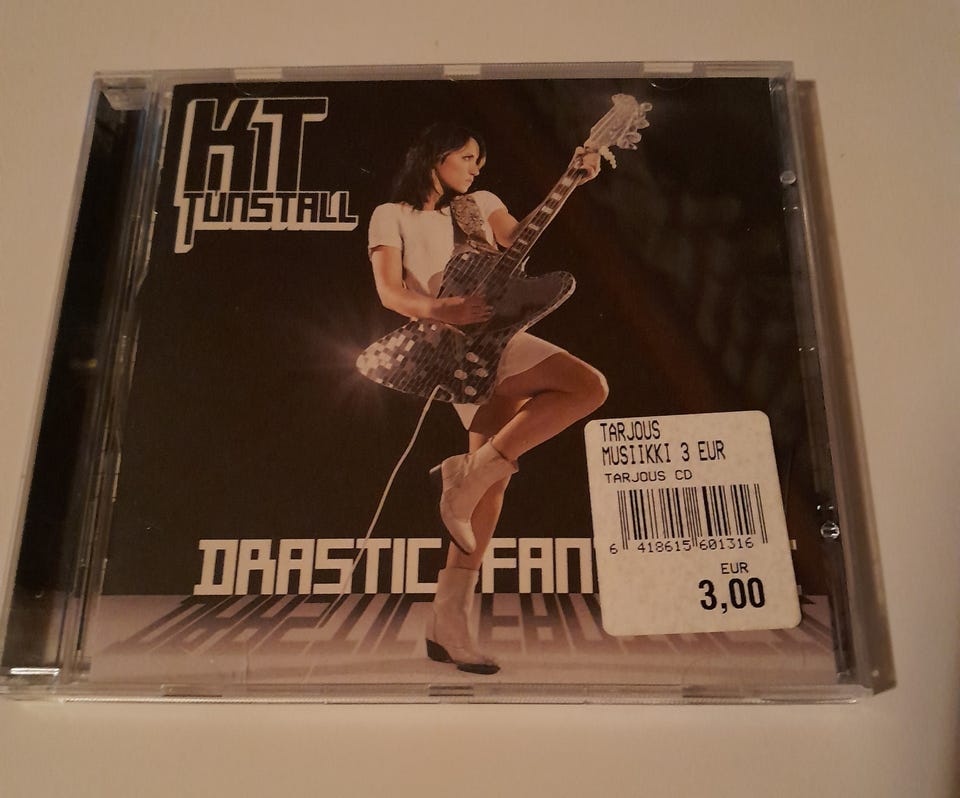 KT
TUNSTALL
DRASTIC FAN
TARJOUS
MUSIIKKI 3 EUR
TARJOUS CD
6 418615 601316
EUR
3,00